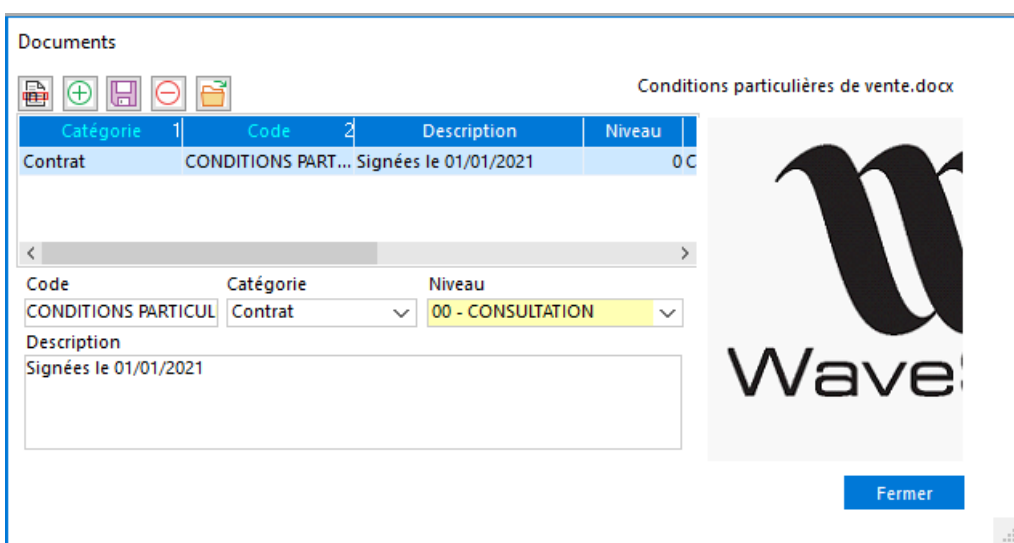 Documents
Conditions particulières de vente.docx
Catégorie 1 Code 2 Description Niveau
Contrat CONDITIONS PART... Signées le 01/01/2021 0 C
Code Catégorie Niveau
CONDITIONS PARTICUL Contrat 00 - CONSULTATION
Description
Signées le 01/01/2021
Wave
Fermer